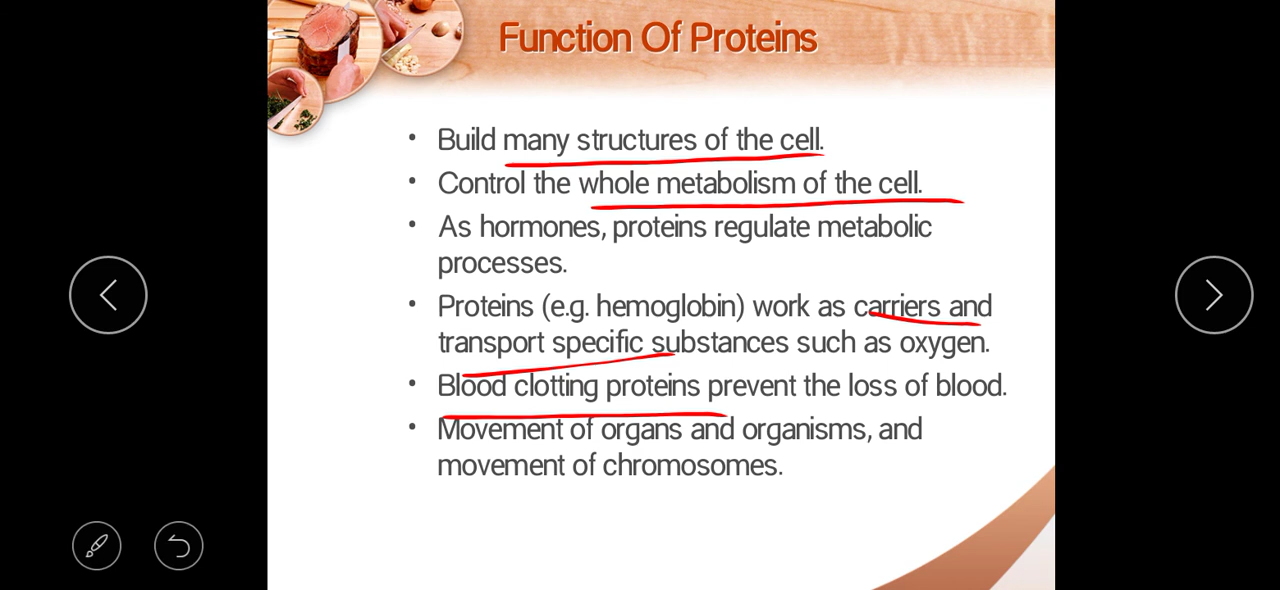 Function Of Proteins
• Build many structures of the cell.
• Control the whole metabolism of the cell.
• As hormones, proteins regulate metabolic
processes.
• Proteins (e.g. hemoglobin) work as carriers and
transport specific substances such as oxygen.
• Blood clotting proteins prevent the loss of blood.
• Movement of organs and organisms, and
movement of chromosomes.